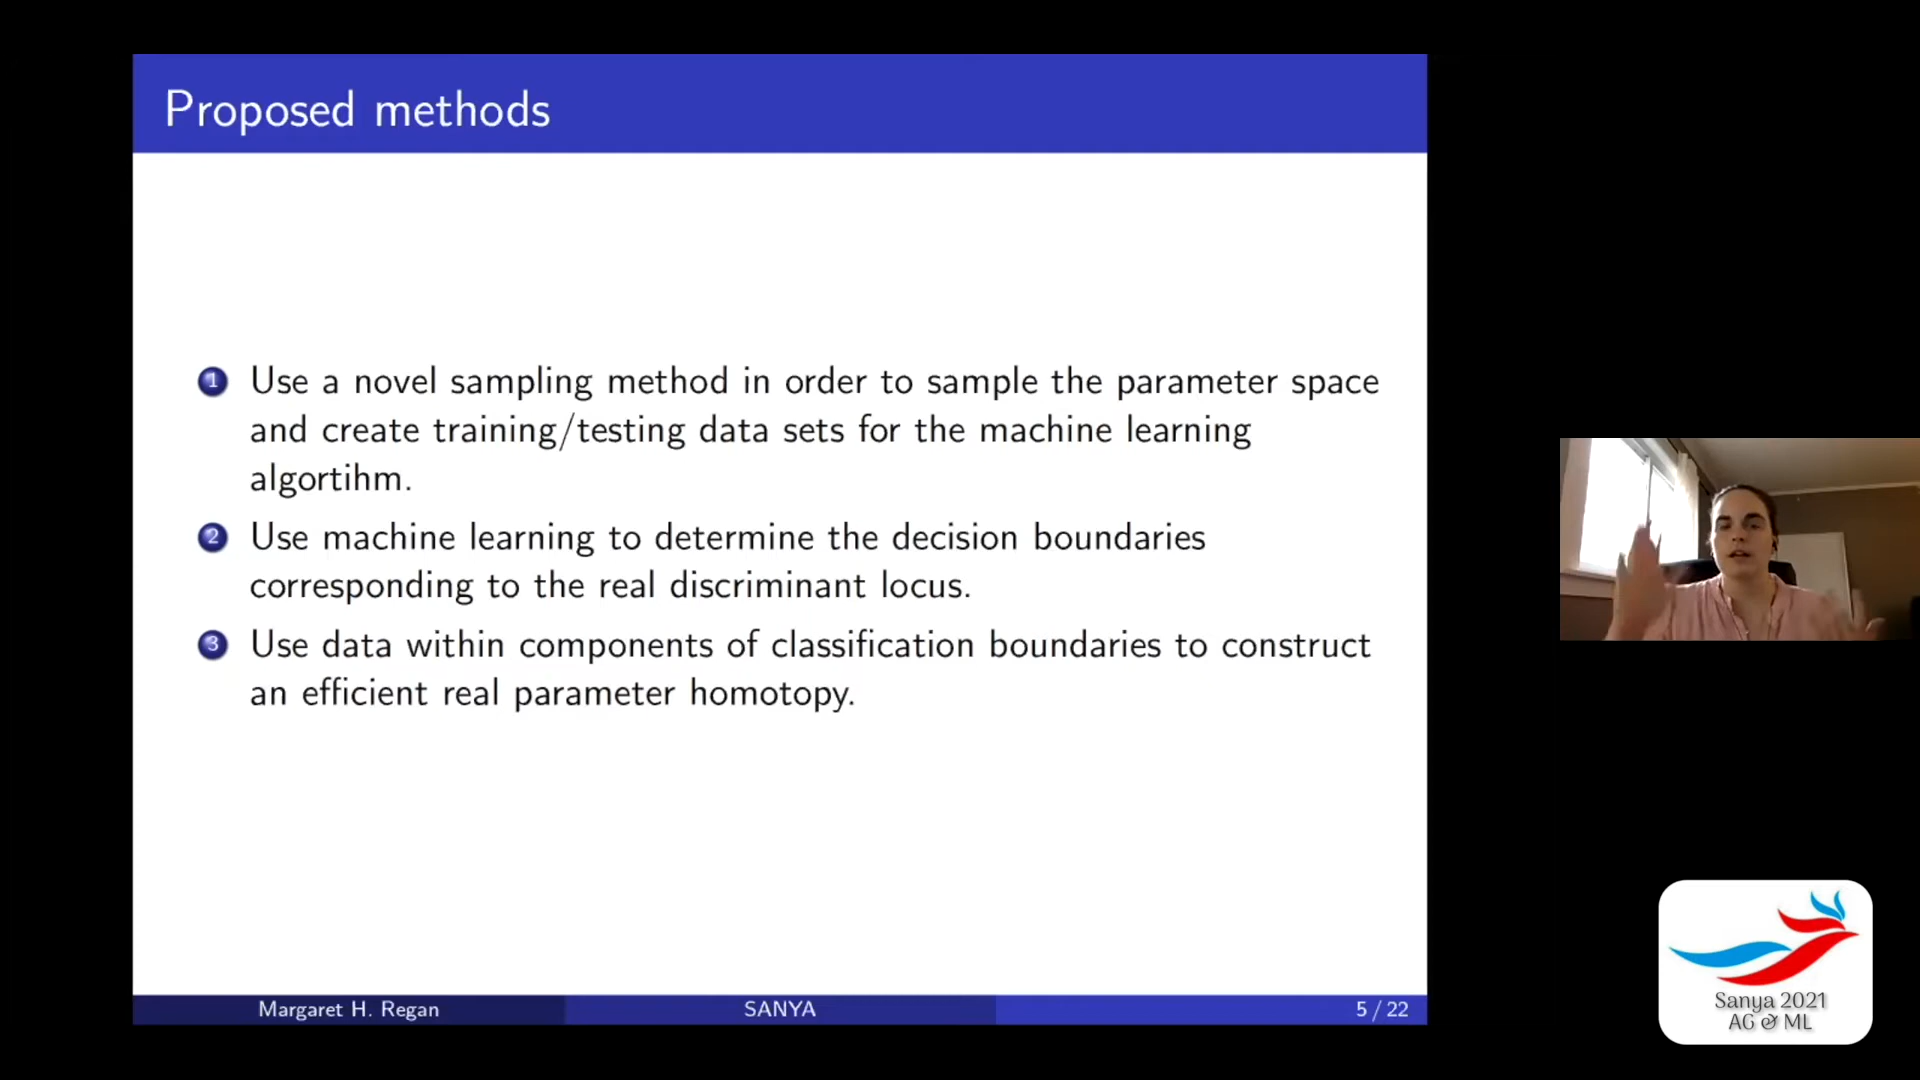 Proposed methods
1 Use a novel sampling method in order to sample the parameter space
and create training/testing data sets for the machine learning
algortihm.
2 Use machine learning to determine the decision boundaries
corresponding to the real discriminant locus.
3 Use data within components of classification boundaries to construct
an efficient real parameter homotopy.
Margaret H. Regan SANYA 5 / 22
Sanya 2021
AG & ML